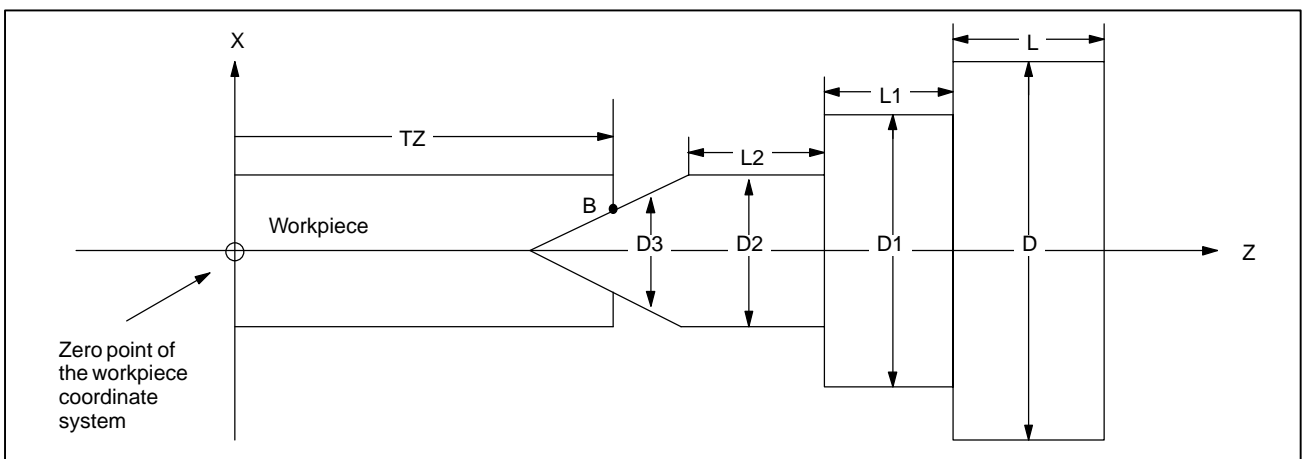 X
L
L1
TZ
L2
B
Workpiece
D3
D2
D1
D
Z
Zero point of
the workpiece
coordinate
system